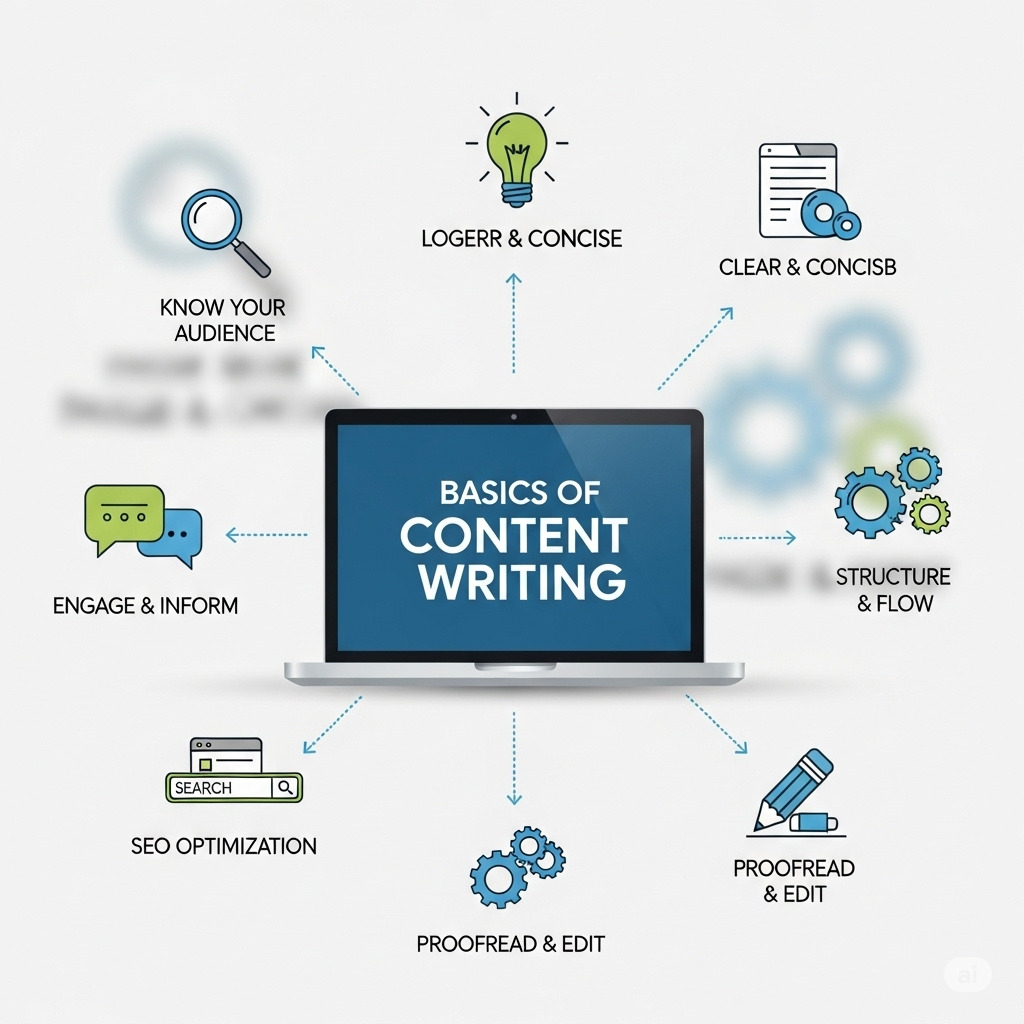 LOGERR & CONCISE
CLEAR & CONCISB
KNOW YOUR
AUDIENCE
BASICS OF
CONTENT
WRITING
ENGAGE & INFORM
STRUCTURE
& FLOW
SEARCH
SEO OPTIMIZATION
PROOFREAD
& EDIT
PROOFREAD & EDIT
ai